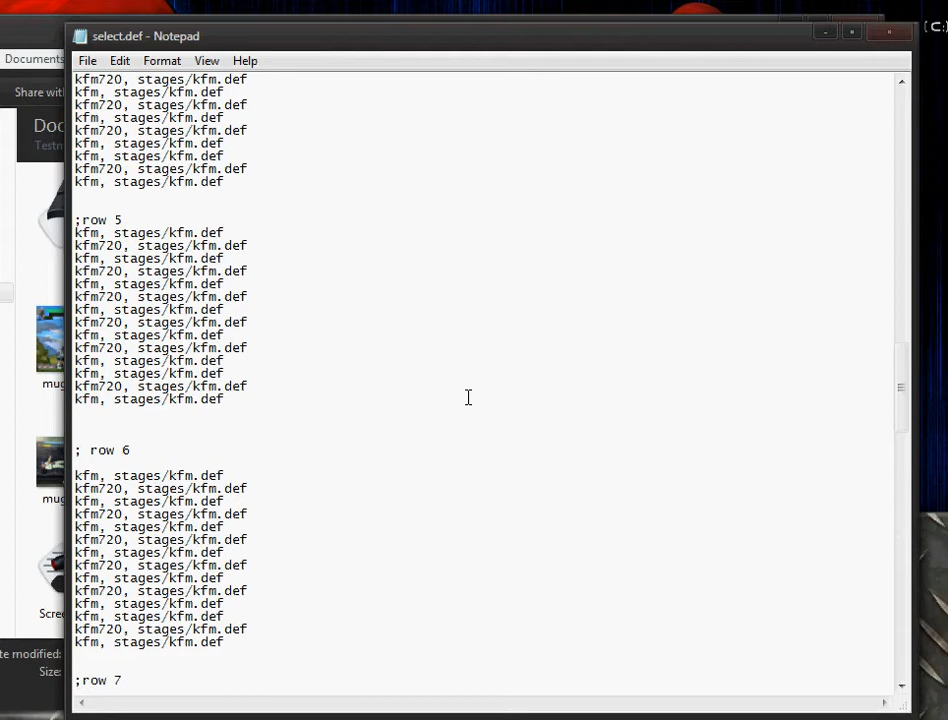 select.def - Notepad
(C:)
File Edit Format View Help
Documents
Share with
Doc
Testm
mug
mug
Scre
te modified:
Size:
kfm720, stages/kfm.def
kfm, stages/kfm.def
kfm720, stages/kfm.def
kfm, stages/kfm.def
kfm720, stages/kfm.def
kfm, stages/kfm.def
kfm, stages/kfm.def
kfm720, stages/kfm.def
kfm, stages/kfm.def
;row 5
kfm, stages/kfm.def
kfm720, stages/kfm.def
kfm, stages/kfm.def
kfm720, stages/kfm.def
kfm, stages/kfm.def
kfm720, stages/kfm.def
kfm, stages/kfm.def
kfm720, stages/kfm.def
kfm, stages/kfm.def
kfm720, stages/kfm.def
kfm, stages/kfm.def
kfm, stages/kfm.def
kfm720, stages/kfm.def
kfm, stages/kfm.def
; row 6
kfm, stages/kfm.def
kfm720, stages/kfm.def
kfm, stages/kfm.def
kfm720, stages/kfm.def
kfm, stages/kfm.def
kfm720, stages/kfm.def
kfm, stages/kfm.def
kfm720, stages/kfm.def
kfm, stages/kfm.def
kfm720, stages/kfm.def
kfm, stages/kfm.def
kfm, stages/kfm.def
kfm720, stages/kfm.def
kfm, stages/kfm.def
;row 7